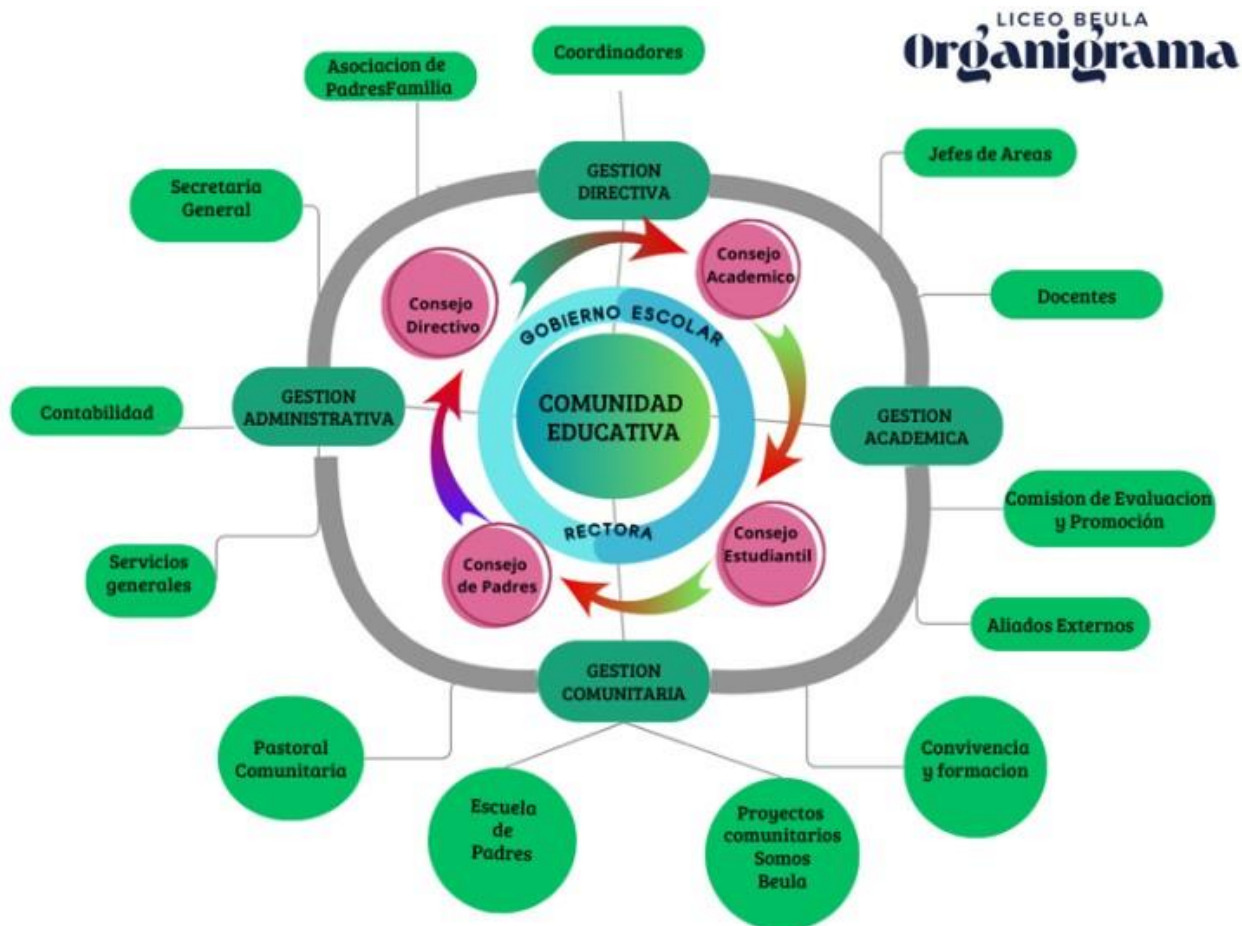 LICEO BEULA
Organigrama
Coordinadores
Asociacion de
PadresFamilia
Jefes de Areas
GESTION
DIRECTIVA
Secretaria
General
Consejo
Academico
Consejo
Directivo
Docentes
GOBIERNO ESCOLAR
COMUNIDAD
EDUCATIVA
RECTORA
GESTION
ADMINISTRATIVA
Contabilidad
GESTION
ACADEMICA
Comision de Evaluacion
y Promoción
Consejo
Estudiantil
Consejo
de Padres
Servicios
generales
Aliados Externos
GESTION
COMUNITARIA
Pastoral
Comunitaria
Convivencia
y formacion
Escuela
de
Padres
Proyectos
comunitarios
Somos
Beula